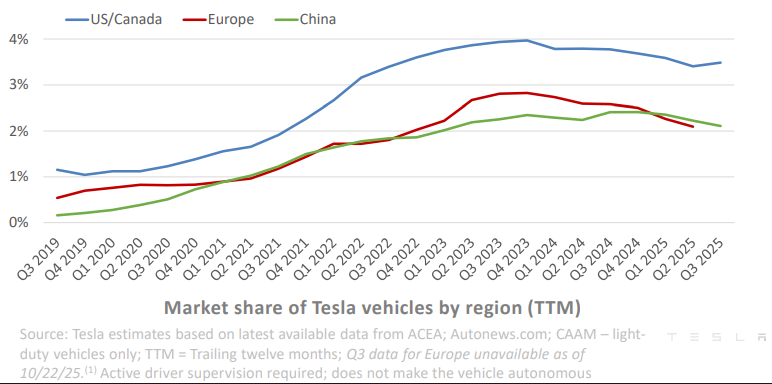 US/Canada Europe China
4%
3%
2%
1%
0%
Q3 2019
Q4 2019
Q1 2020
Q2 2020
Q3 2020
Q4 2020
Q1 2021
Q2 2021
Q3 2021
Q4 2021
Q1 2022
Q2 2022
Q3 2022
Q4 2022
Q1 2023
Q2 2023
Q3 2023
Q4 2023
Q1 2024
Q2 2024
Q3 2024
Q4 2024
Q1 2025
Q2 2025
Q3 2025
Market share of Tesla vehicles by region (TTM)
Source: Tesla estimates based on latest available data from ACEA; Autonews.com; CAAM – light-
duty vehicles only; TTM = Trailing twelve months; Q3 data for Europe unavailable as of
10/22/25.(1) Active driver supervision required; does not make the vehicle autonomous
TESLA